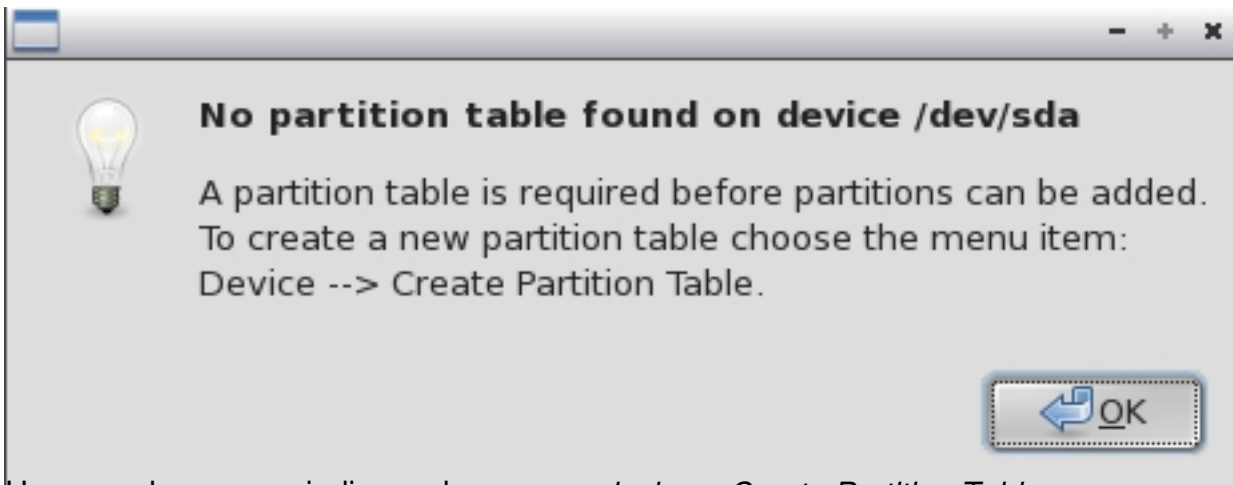 No partition table found on device /dev/sda
A partition table is required before partitions can be added.
To create a new partition table choose the menu item:
Device --> Create Partition Table.
OK